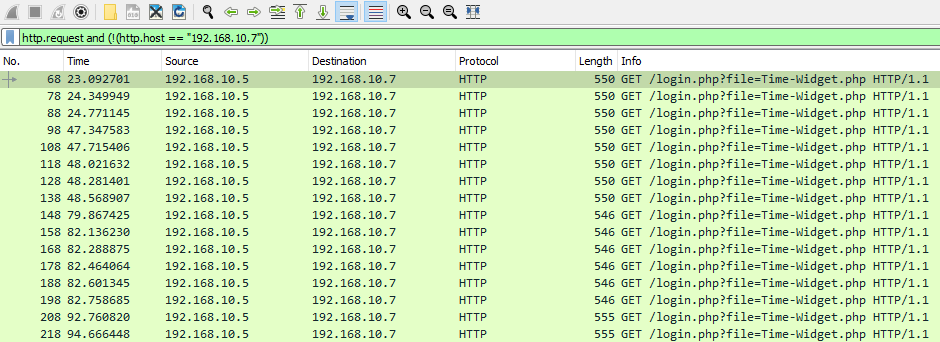 http.request and (!(http.host == "192.168.10.7"))
No. Time Source Destination Protocol Length Info
68 23.092701 192.168.10.5 192.168.10.7 HTTP 550 GET /login.php?file=Time-Widget.php HTTP/1.1
78 24.349949 192.168.10.5 192.168.10.7 HTTP 550 GET /login.php?file=Time-Widget.php HTTP/1.1
88 24.771145 192.168.10.5 192.168.10.7 HTTP 550 GET /login.php?file=Time-Widget.php HTTP/1.1
98 47.347583 192.168.10.5 192.168.10.7 HTTP 550 GET /login.php?file=Time-Widget.php HTTP/1.1
108 47.715406 192.168.10.5 192.168.10.7 HTTP 550 GET /login.php?file=Time-Widget.php HTTP/1.1
118 48.021632 192.168.10.5 192.168.10.7 HTTP 550 GET /login.php?file=Time-Widget.php HTTP/1.1
128 48.281401 192.168.10.5 192.168.10.7 HTTP 550 GET /login.php?file=Time-Widget.php HTTP/1.1
138 48.568907 192.168.10.5 192.168.10.7 HTTP 550 GET /login.php?file=Time-Widget.php HTTP/1.1
148 79.867425 192.168.10.5 192.168.10.7 HTTP 546 GET /login.php?file=Time-Widget.php HTTP/1.1
158 82.136230 192.168.10.5 192.168.10.7 HTTP 546 GET /login.php?file=Time-Widget.php HTTP/1.1
168 82.288875 192.168.10.5 192.168.10.7 HTTP 546 GET /login.php?file=Time-Widget.php HTTP/1.1
178 82.464064 192.168.10.5 192.168.10.7 HTTP 546 GET /login.php?file=Time-Widget.php HTTP/1.1
188 82.601345 192.168.10.5 192.168.10.7 HTTP 546 GET /login.php?file=Time-Widget.php HTTP/1.1
198 82.758685 192.168.10.5 192.168.10.7 HTTP 546 GET /login.php?file=Time-Widget.php HTTP/1.1
208 92.760820 192.168.10.5 192.168.10.7 HTTP 555 GET /login.php?file=Time-Widget.php HTTP/1.1
218 94.666448 192.168.10.5 192.168.10.7 HTTP 555 GET /login.php?file=Time-Widget.php HTTP/1.1